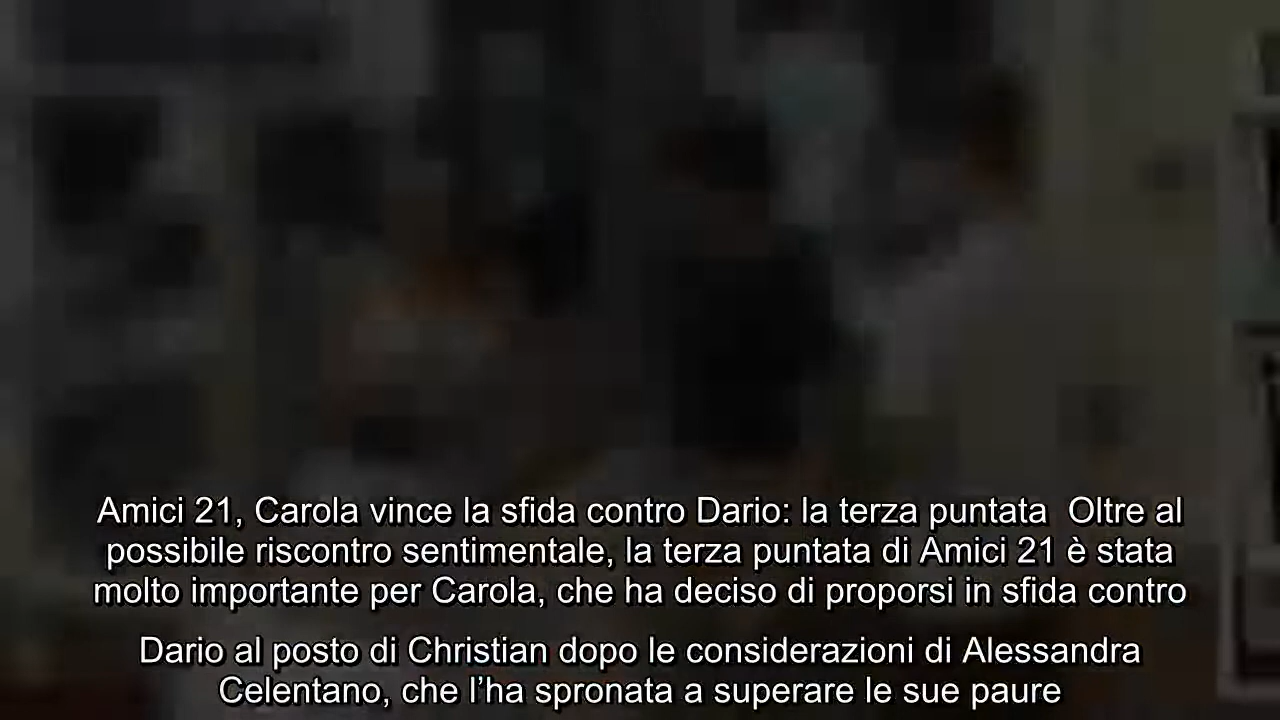 Amici 21, Carola vince la sfida contro Dario: la terza puntata  Oltre al
possibile riscontro sentimentale, la terza puntata di Amici 21 è stata
molto importante per Carola, che ha deciso di proporsi in sfida contro
Dario al posto di Christian dopo le considerazioni di Alessandra
Celentano, che l’ha spronata a superare le sue paure